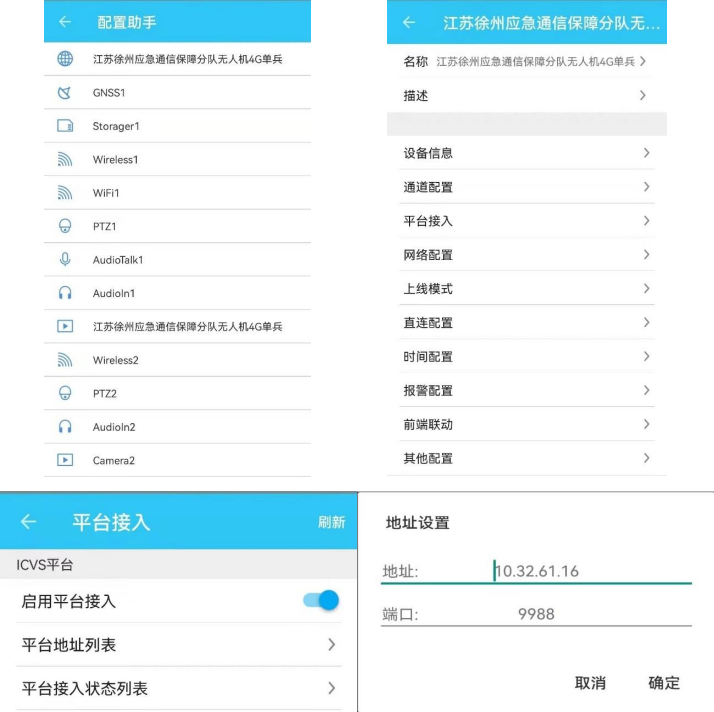 配置助手
江苏徐州应急通信保障分队无人机4G单兵
GNSS1
Storager1
Wireless1
WiFi1
PTZ1
AudioTalk1
AudioIn1
江苏徐州应急通信保障分队无人机4G单兵
Wireless2
PTZ2
AudioIn2
Camera2
江苏徐州应急通信保障分队无...
名称 江苏徐州应急通信保障分队无人机4G单兵
描述
设备信息
通道配置
平台接入
网络配置
上线模式
直连配置
时间配置
报警配置
前端联动
其他配置
平台接入 刷新
ICVS平台
启用平台接入
平台地址列表
平台接入状态列表
地址设置
地址: 10.32.61.16
端口: 9988
取消 确定